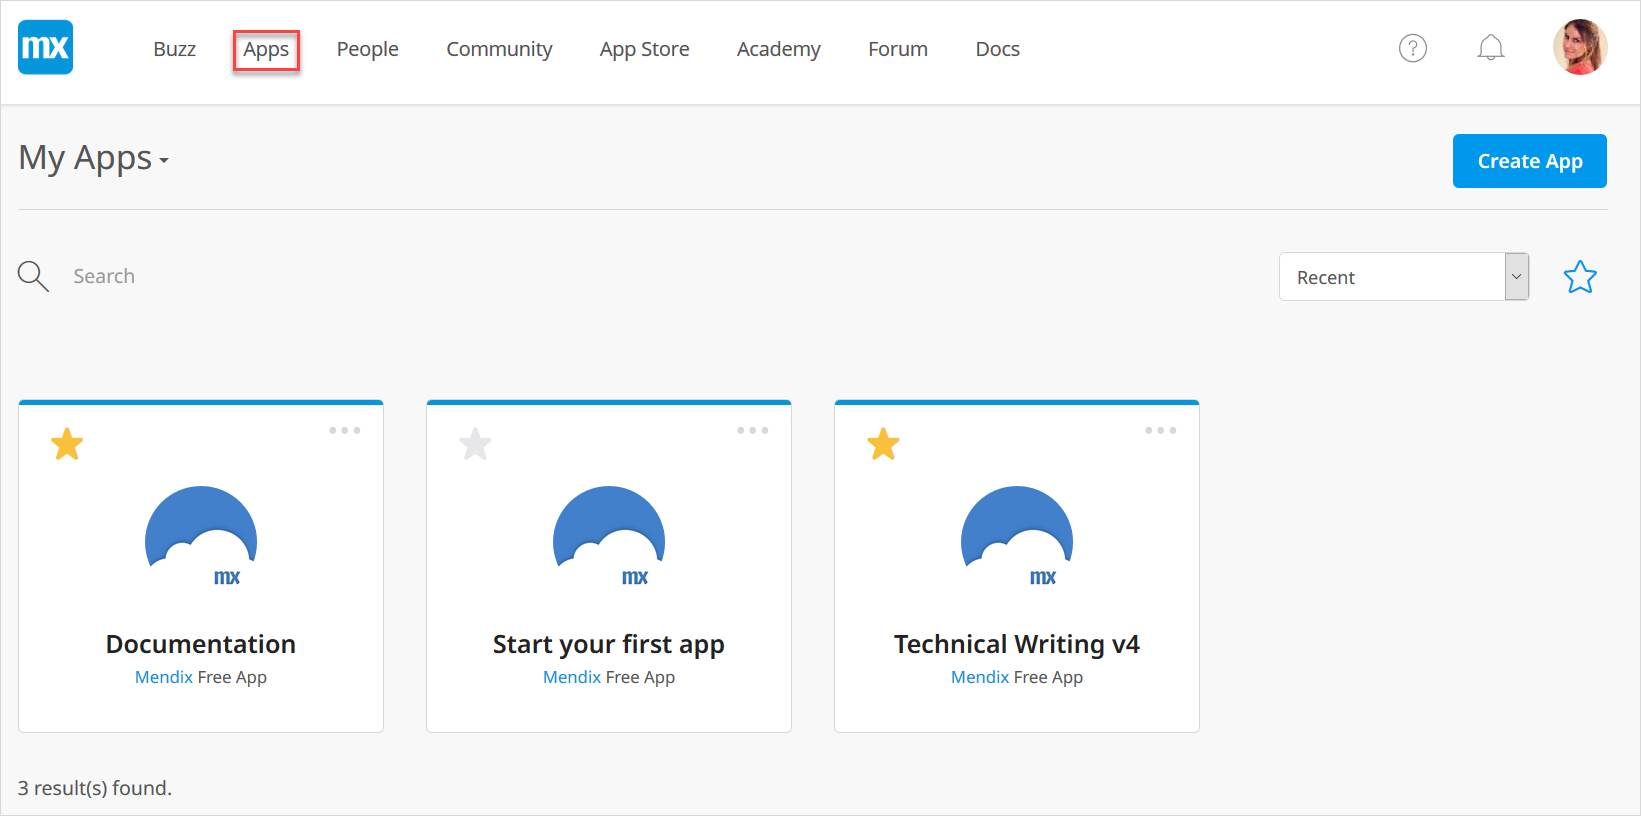 mx Buzz Apps People Community App Store Academy Forum Docs ?
My Apps Create App
Search Recent
mx mx mx
Documentation Start your first app Technical Writing v4
Mendix Free App Mendix Free App Mendix Free App
3 result(s) found.